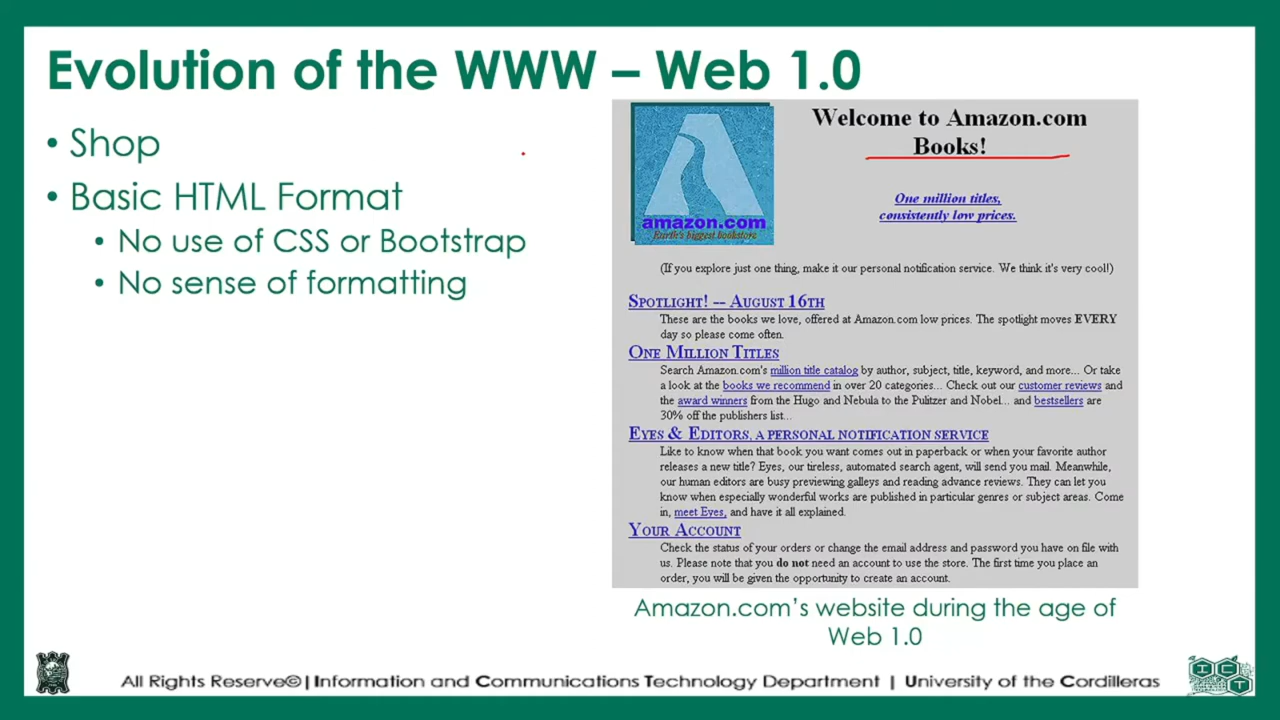 Evolution of the WWW – Web 1.0
• Shop
• Basic HTML Format
• No use of CSS or Bootstrap
• No sense of formatting
amazon.com
Earth's biggest bookstore
Welcome to Amazon.com
Books!
One million titles,
consistently low prices.
(If you explore just one thing, make it our personal notification service. We think it's very cool!)
SPOTLIGHT! -- AUGUST 16TH
These are the books we love, offered at Amazon.com low prices. The spotlight moves EVERY
day so please come often.
ONE MILLION TITLES
Search Amazon.com's million title catalog by author, subject, title, keyword, and more... Or take
a look at the books we recommend in over 20 categories... Check out our customer reviews and
the award winners from the Hugo and Nebula to the Pulitzer and Nobel... and bestsellers are
30% off the publishers list...
EYES & EDITORS, A PERSONAL NOTIFICATION SERVICE
Like to know when that book you want comes out in paperback or when your favorite author
releases a new title? Eyes, our tireless, automated search agent, will send you mail. Meanwhile,
our human editors are busy previewing galleys and reading advance reviews. They can let you
know when especially wonderful works are published in particular genres or subject areas. Come
in, meet Eyes, and have it all explained.
YOUR ACCOUNT
Check the status of your orders or change the email address and password you have on file with
us. Please note that you do not need an account to use the store. The first time you place an
order, you will be given the opportunity to create an account.
Amazon.com's website during the age of
Web 1.0
All Rights Reserve©| Information and Communications Technology Department | University of the Cordilleras
I C T